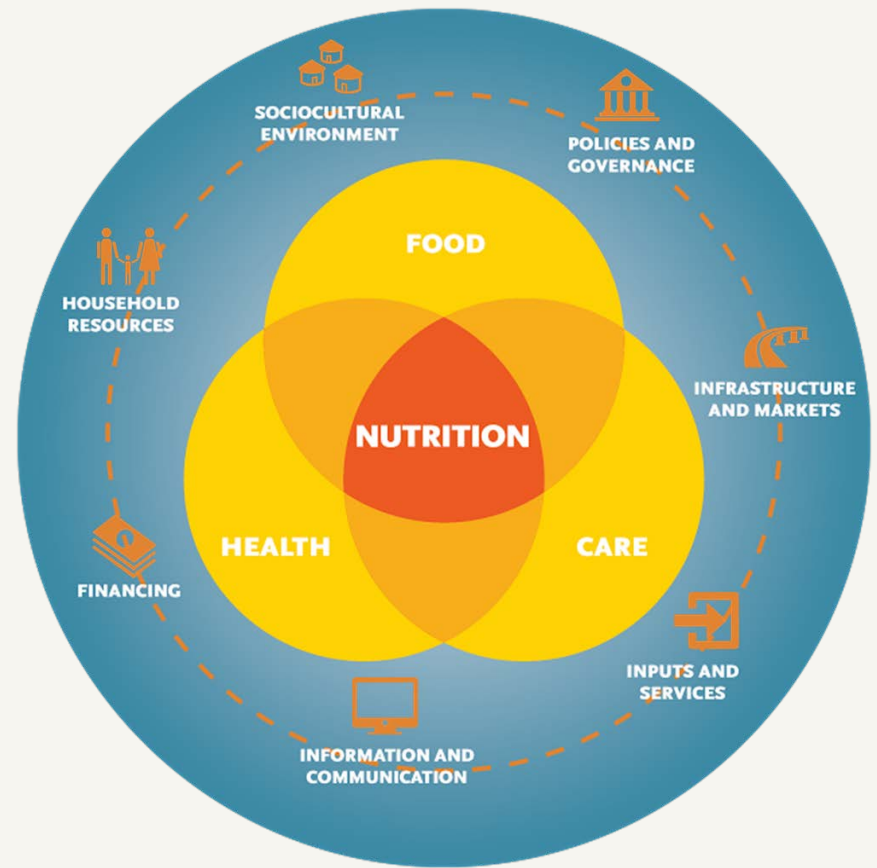 SOCIOCULTURAL
ENVIRONMENT
POLICIES AND
GOVERNANCE
FOOD
HOUSEHOLD
RESOURCES
INFRASTRUCTURE
AND MARKETS
NUTRITION
HEALTH
CARE
FINANCING
INPUTS AND
SERVICES
INFORMATION AND
COMMUNICATION